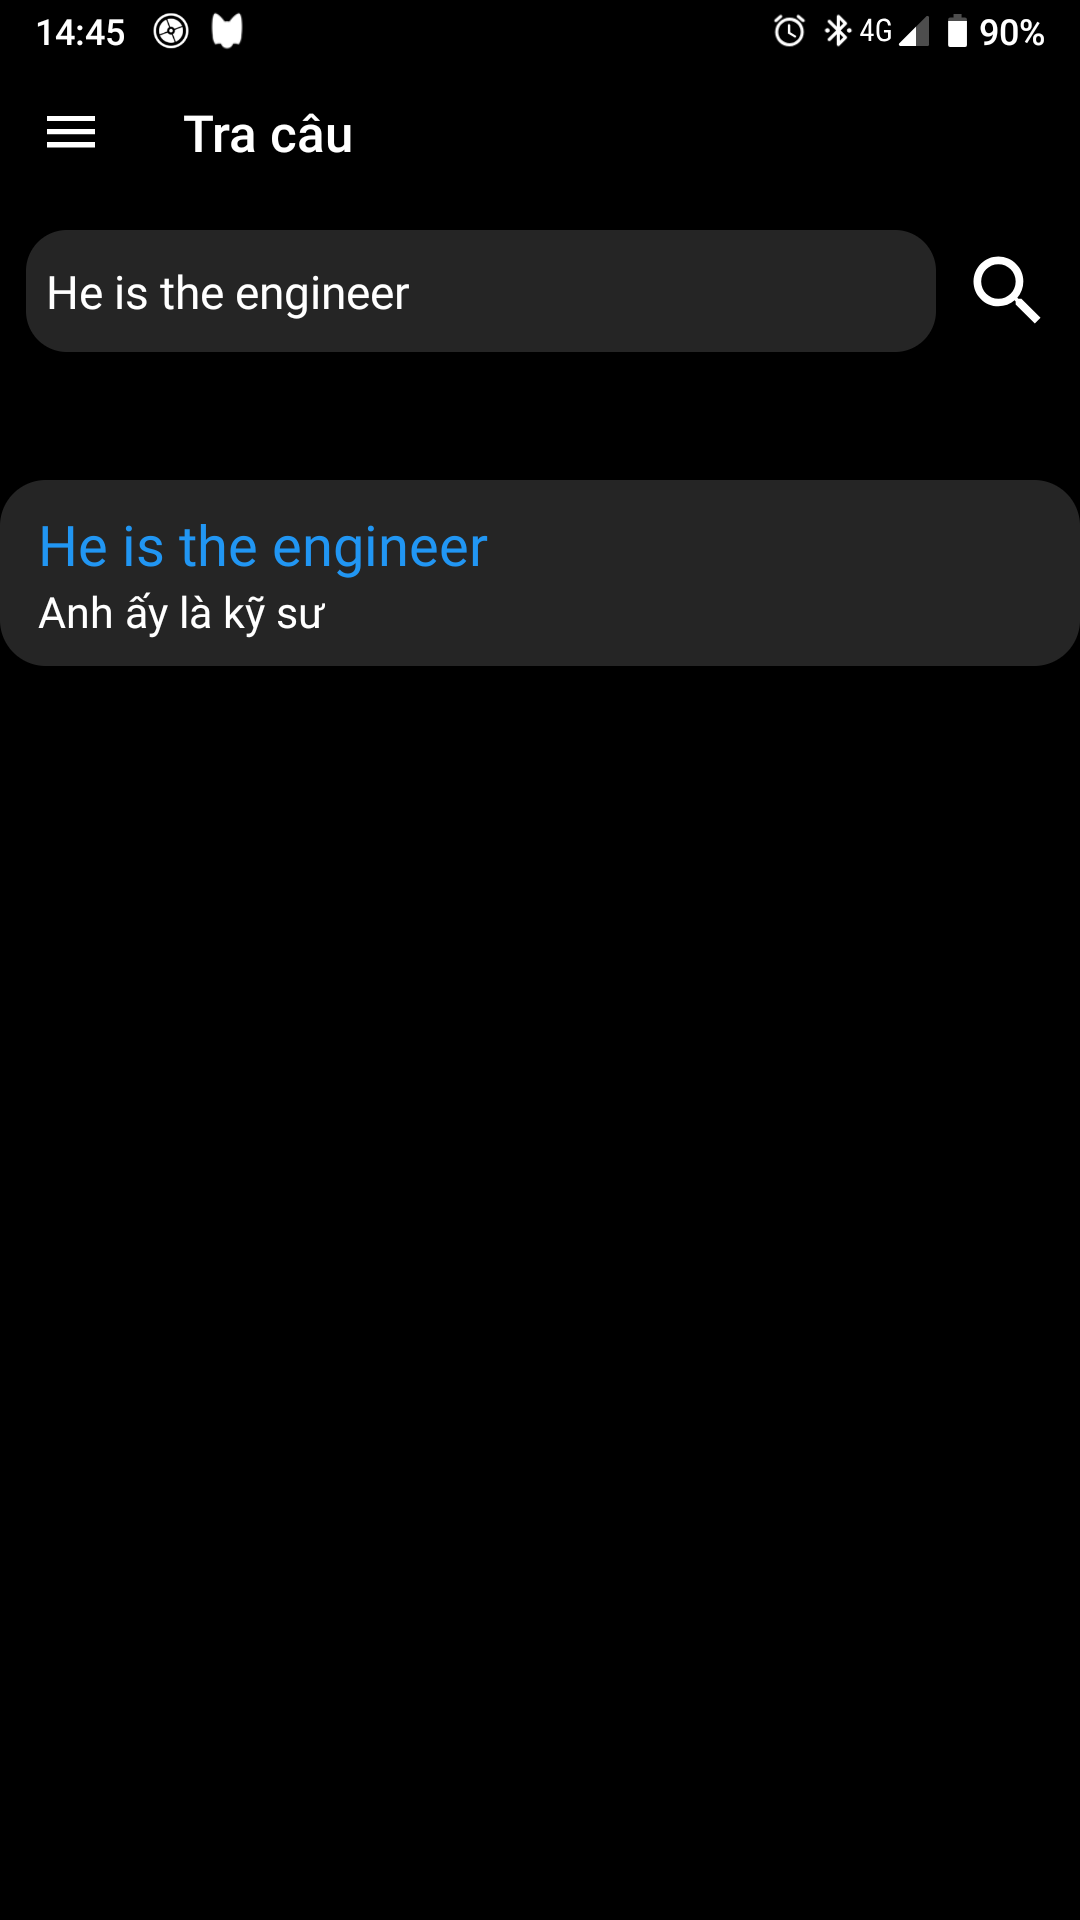 14:45 4G 90%
Tra câu
He is the engineer
He is the engineer
Anh ấy là kỹ sư